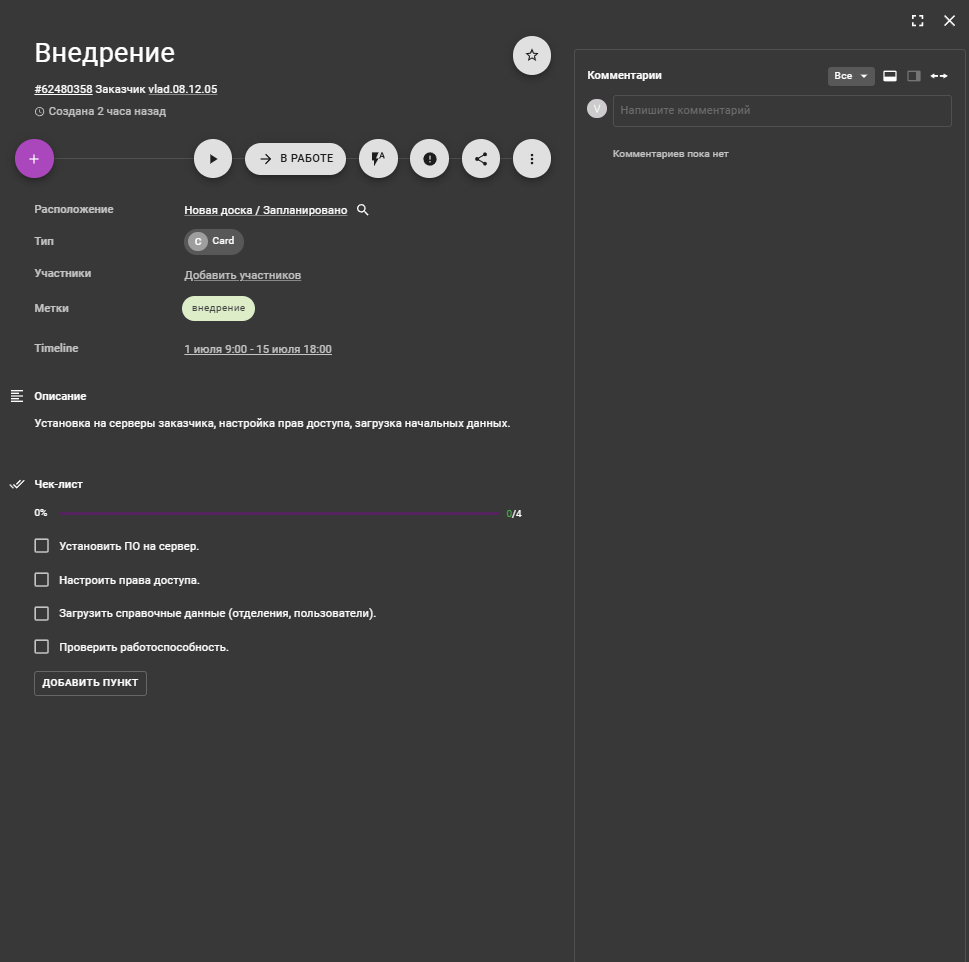 Внедрение
#62480358 Заказчик vlad.08.12.05
Создана 2 часа назад
В РАБОТЕ
Расположение
Новая доска / Запланировано
Тип
C Card
Участники
Добавить участников
Метки
внедрение
Timeline
1 июля 9:00 - 15 июля 18:00
Описание
Установка на серверы заказчика, настройка прав доступа, загрузка начальных данных.
Чек-лист
0%
0/4
Установить ПО на сервер.
Настроить права доступа.
Загрузить справочные данные (отделения, пользователи).
Проверить работоспособность.
ДОБАВИТЬ ПУНКТ
Комментарии
Все
V
Напишите комментарий
Комментариев пока нет